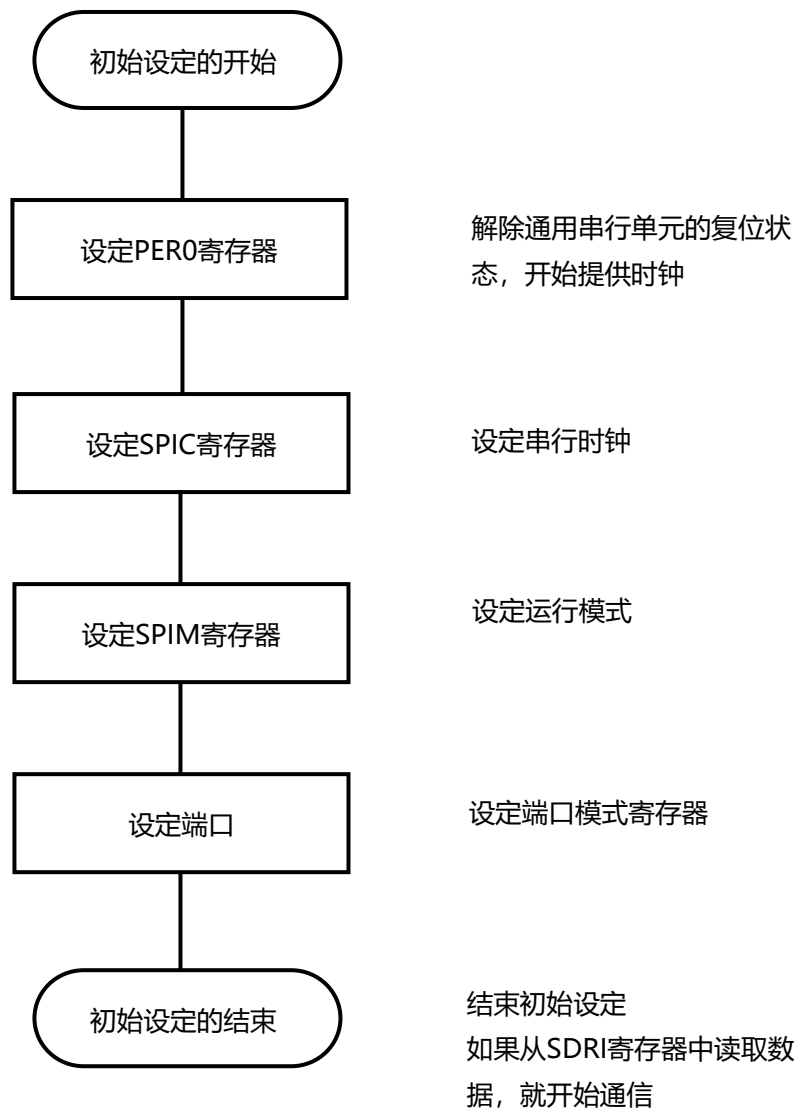 初始设定的开始
设定PER0寄存器
解除通用串行单元的复位状
态，开始提供时钟
设定SPIC寄存器
设定串行时钟
设定SPIM寄存器
设定运行模式
设定端口
设定端口模式寄存器
初始设定的结束
结束初始设定
如果从SDRI寄存器中读取数
据，就开始通信